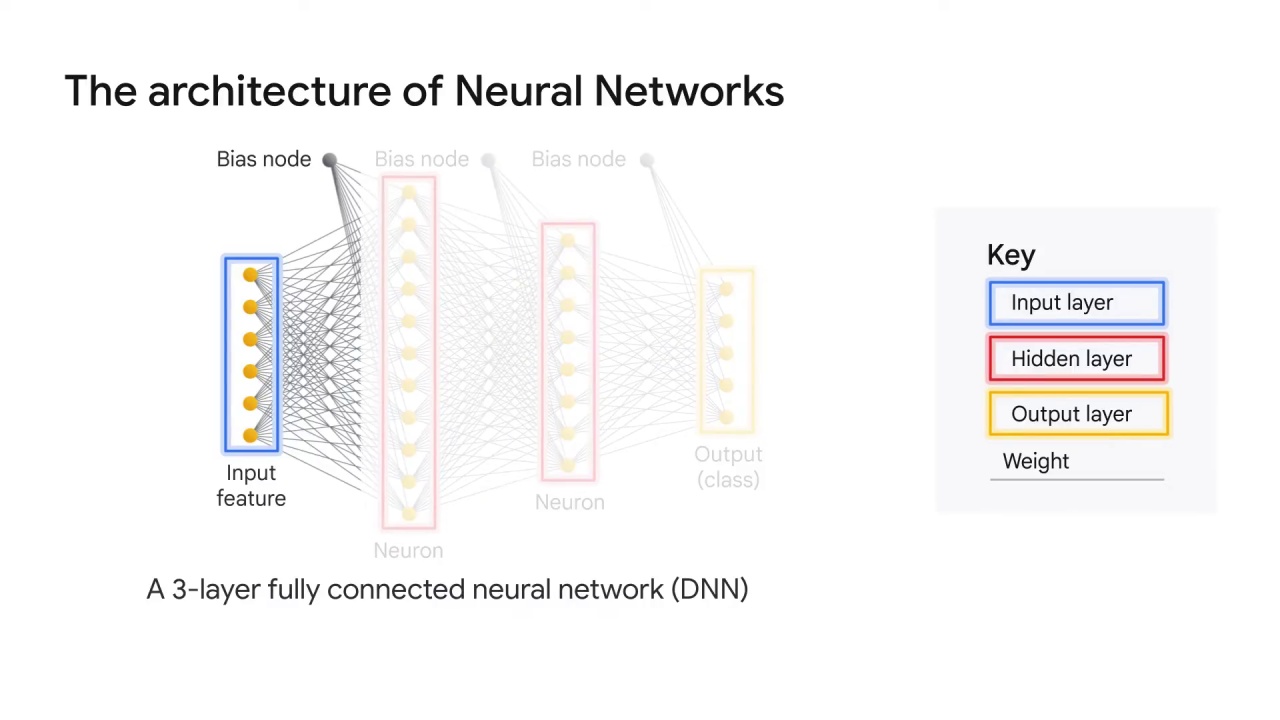 The architecture of Neural Networks
Bias node
Bias node
Bias node
Input
feature
Neuron
Neuron
Output
(class)
A 3-layer fully connected neural network (DNN)
Key
Input layer
Hidden layer
Output layer
Weight